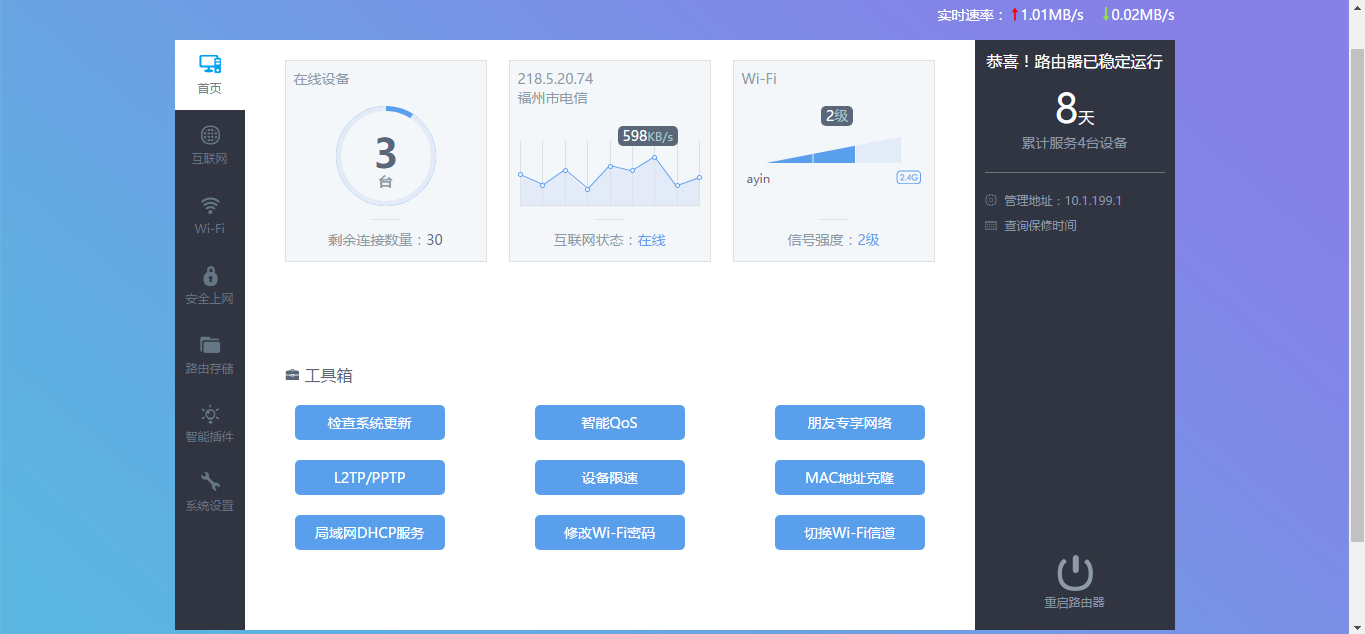 实时速率：↑1.01MB/s ↓0.02MB/s
首页
互联网
Wi-Fi
安全上网
路由存储
智能插件
系统设置
在线设备
3
台
剩余连接数量：30
218.5.20.74
福州市电信
598KB/s
互联网状态：在线
Wi-Fi
2级
ayin
2.4G
信号强度：2级
工具箱
检查系统更新
智能QoS
朋友专享网络
L2TP/PPTP
设备限速
MAC地址克隆
局域网DHCP服务
修改Wi-Fi密码
切换Wi-Fi信道
恭喜！路由器已稳定运行
8天
累计服务4台设备
管理地址：10.1.199.1
查询保修时间
重启路由器